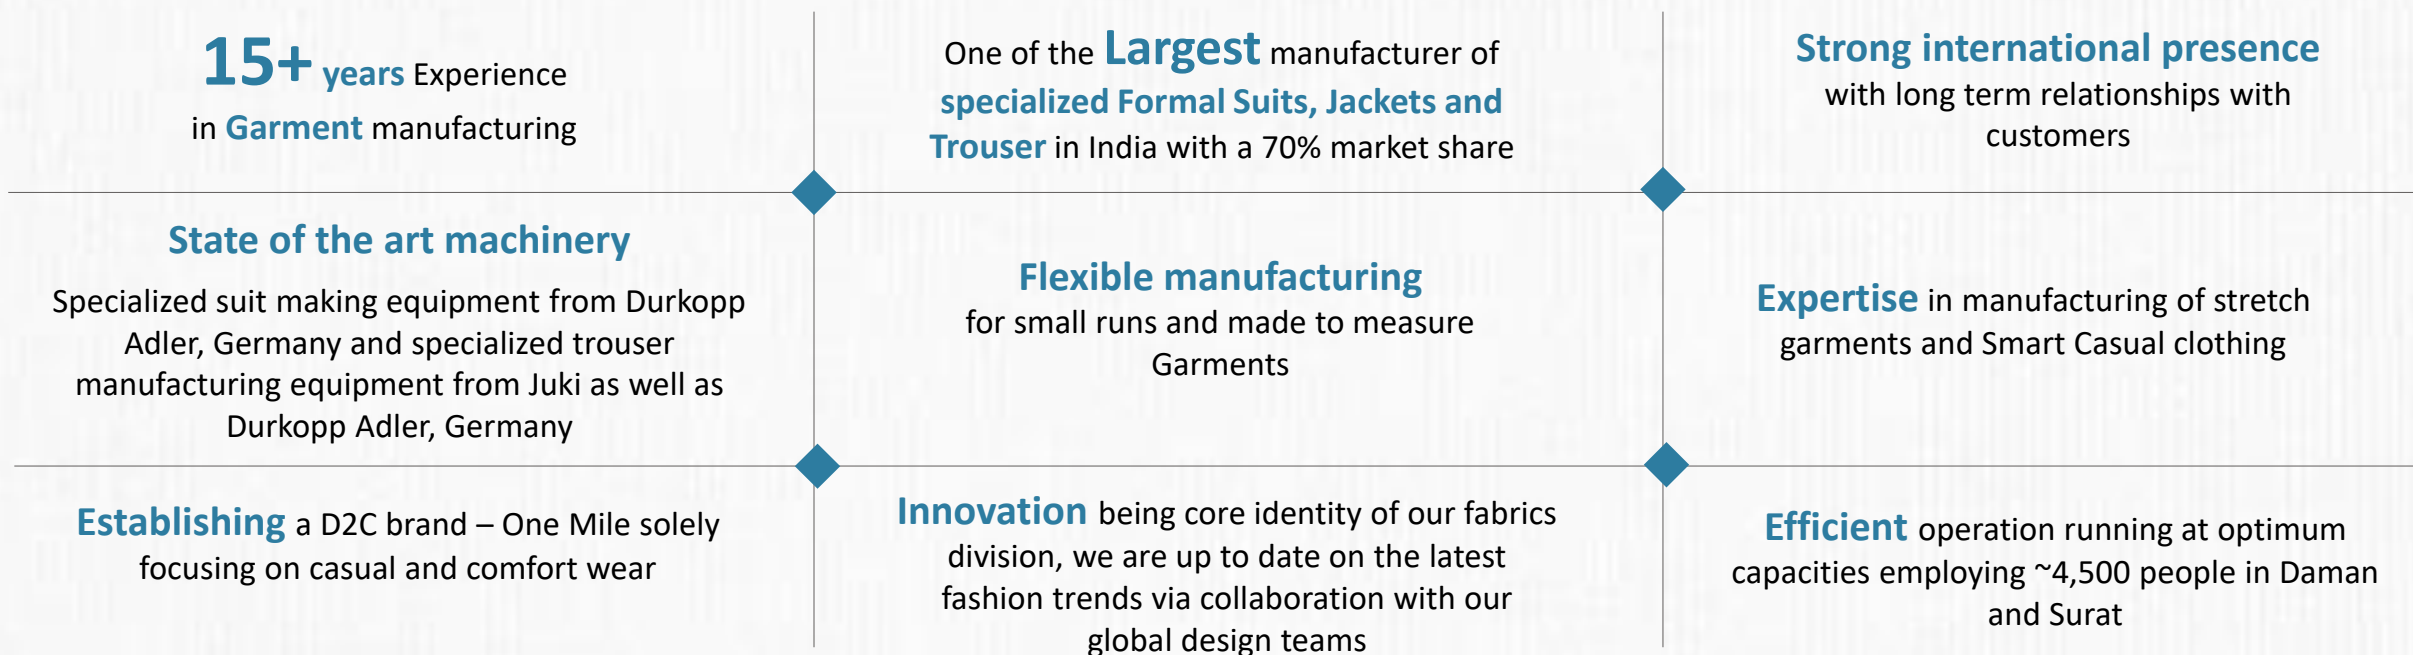 15+ years Experience
in Garment manufacturing
One of the Largest manufacturer of
specialized Formal Suits, Jackets and
Trouser in India with a 70% market share
Strong international presence
with long term relationships with
customers
State of the art machinery
Specialized suit making equipment from Durkopp
Adler, Germany and specialized trouser
manufacturing equipment from Juki as well as
Durkopp Adler, Germany
Flexible manufacturing
for small runs and made to measure
Garments
Expertise in manufacturing of stretch
garments and Smart Casual clothing
Establishing a D2C brand – One Mile solely
focusing on casual and comfort wear
Innovation being core identity of our fabrics
division, we are up to date on the latest
fashion trends via collaboration with our
global design teams
Efficient operation running at optimum
capacities employing ~4,500 people in Daman
and Surat